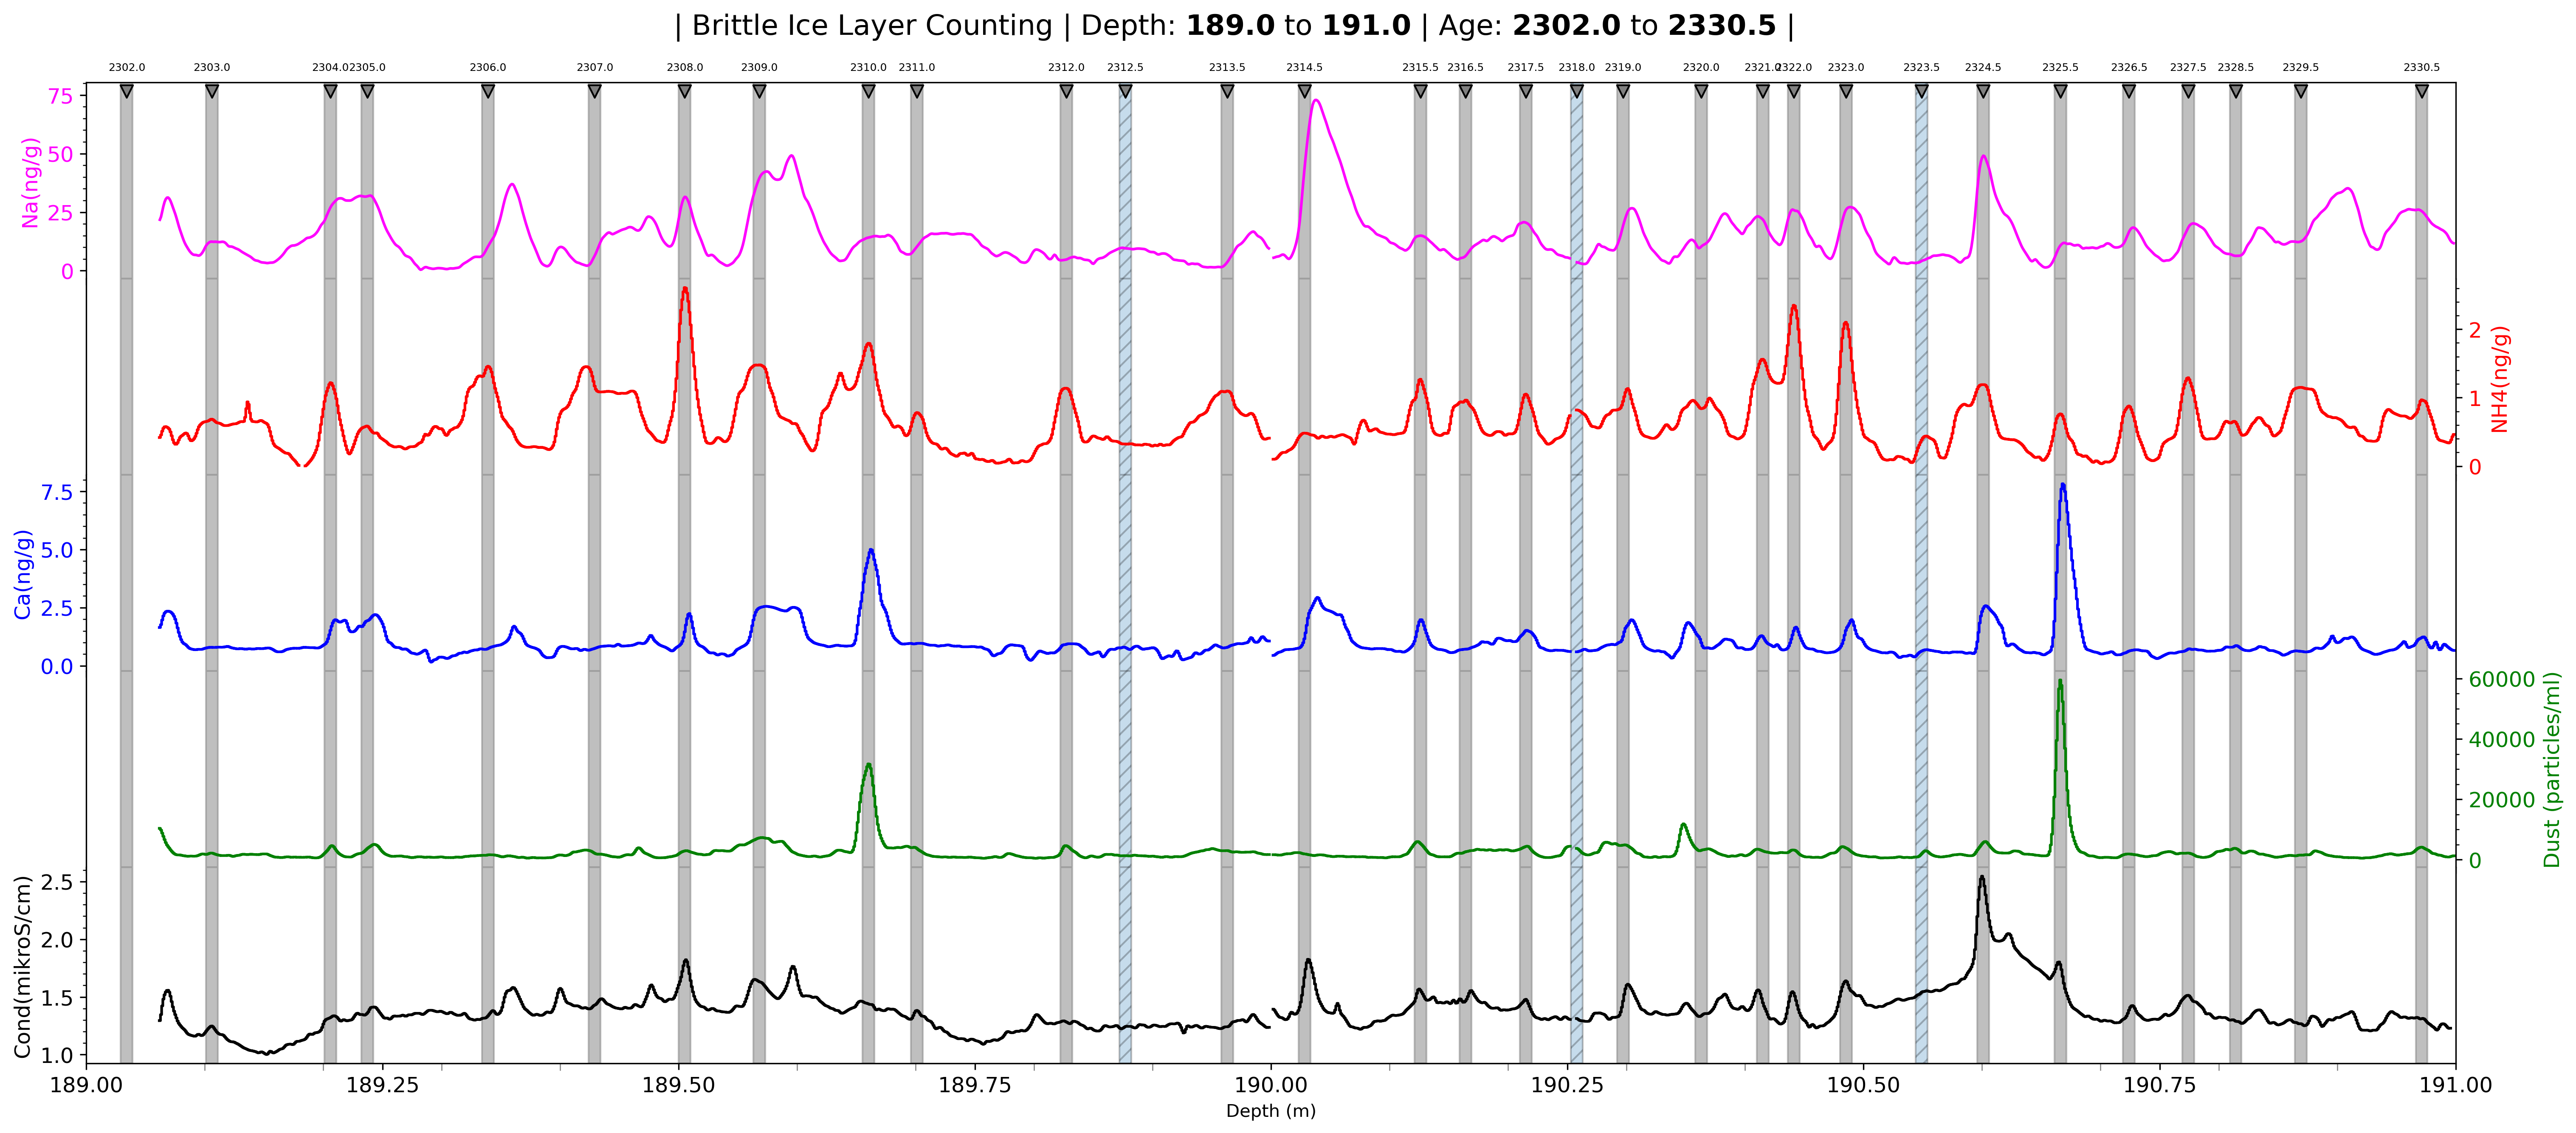 | Brittle Ice Layer Counting | Depth: 189.0 to 191.0 | Age: 2302.0 to 2330.5 |
2302.0 2303.0 2304.0 2305.0 2306.0 2307.0 2308.0 2309.0 2310.0 2311.0 2312.0 2312.5 2313.5 2314.5 2315.5 2316.5 2317.5 2318.0 2319.0 2320.0 2321.0 2322.0 2323.0 2323.5 2324.5 2325.5 2326.5 2327.5 2328.5 2329.5 2330.5
Na(ng/g)
75
50
25
0
NH4(ng/g)
2
1
0
Ca(ng/g)
7.5
5.0
2.5
0.0
Dust (particles/ml)
60000
40000
20000
0
Cond(mikroS/cm)
2.5
2.0
1.5
1.0
189.00 189.25 189.50 189.75 190.00 190.25 190.50 190.75 191.00
Depth (m)